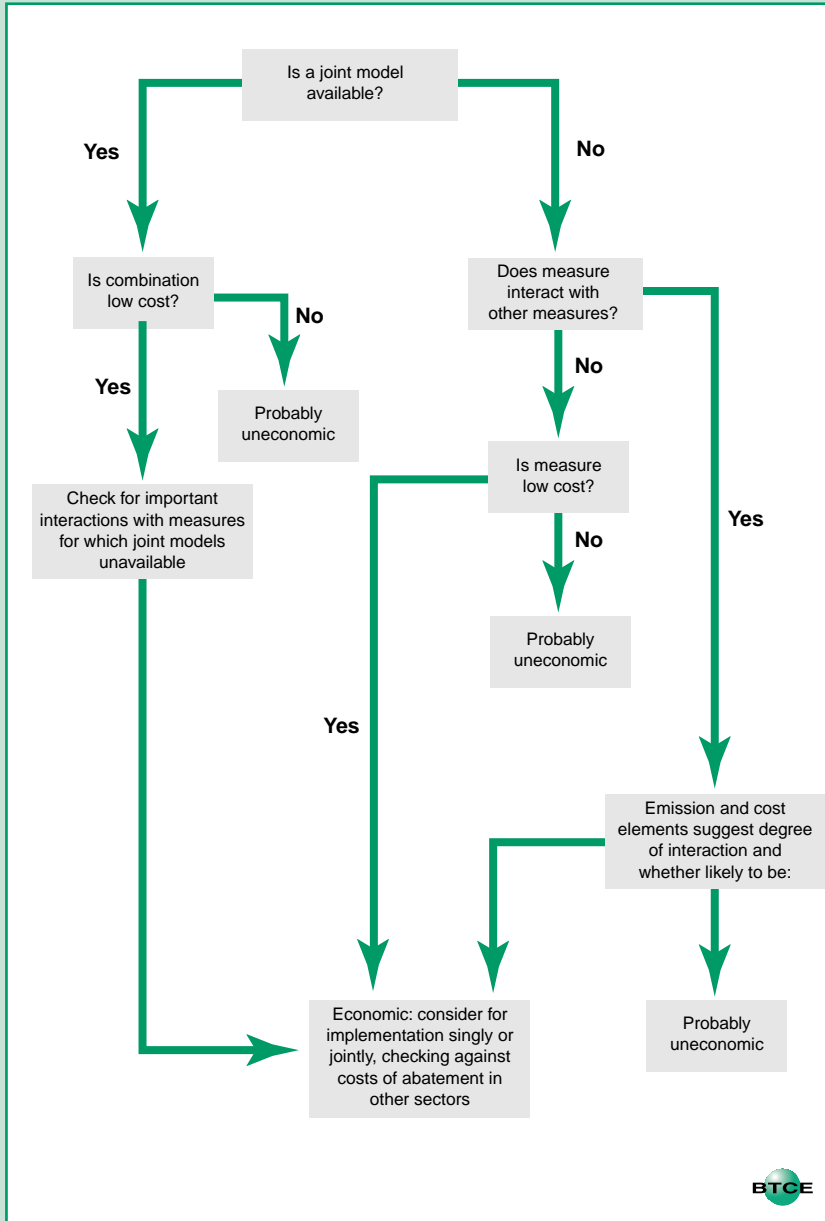 Is a joint model
available?
Yes
No
Is combination
low cost?
Does measure
interact with
other measures?
No
Yes
No
Probably
uneconomic
Is measure
low cost?
Check for important
interactions with measures
for which joint models
unavailable
Yes
No
Probably
uneconomic
Yes
Emission and cost
elements suggest degree
of interaction and
whether likely to be:
Economic: consider for
implementation singly or
jointly, checking against
costs of abatement in
other sectors
Probably
uneconomic
BTCE